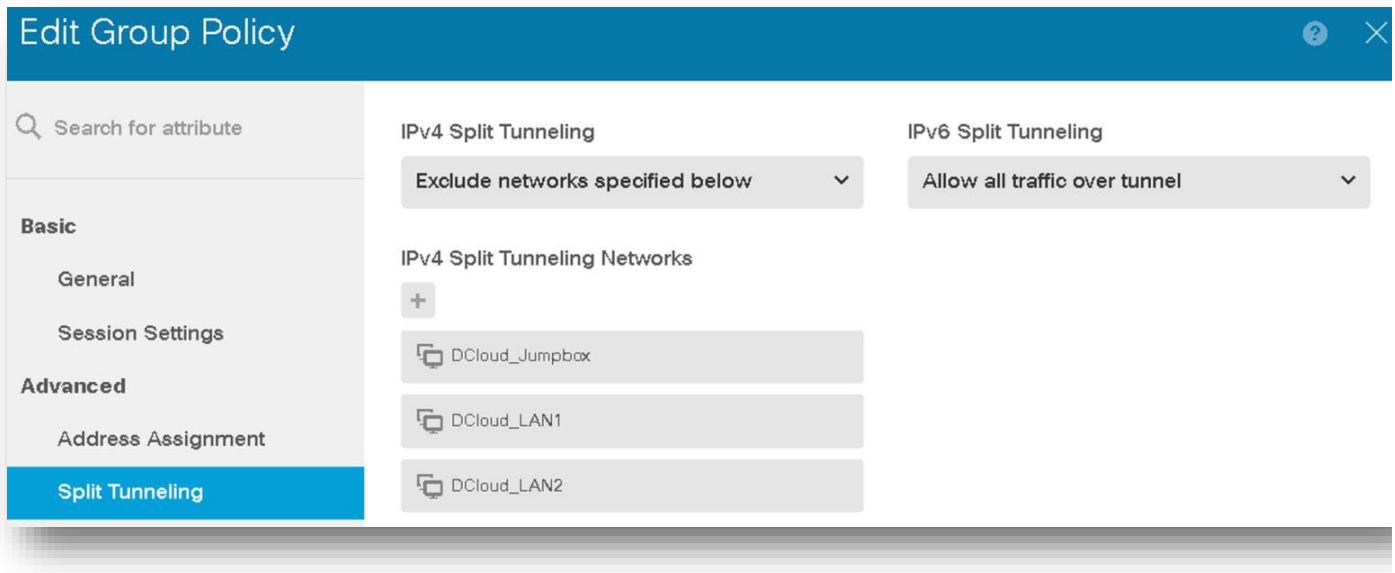 Edit Group Policy
Search for attribute
Basic
General
Session Settings
Advanced
Address Assignment
Split Tunneling
IPv4 Split Tunneling
Exclude networks specified below
IPv6 Split Tunneling
Allow all traffic over tunnel
IPv4 Split Tunneling Networks
DCloud_Jumpbox
DCloud_LAN1
DCloud_LAN2